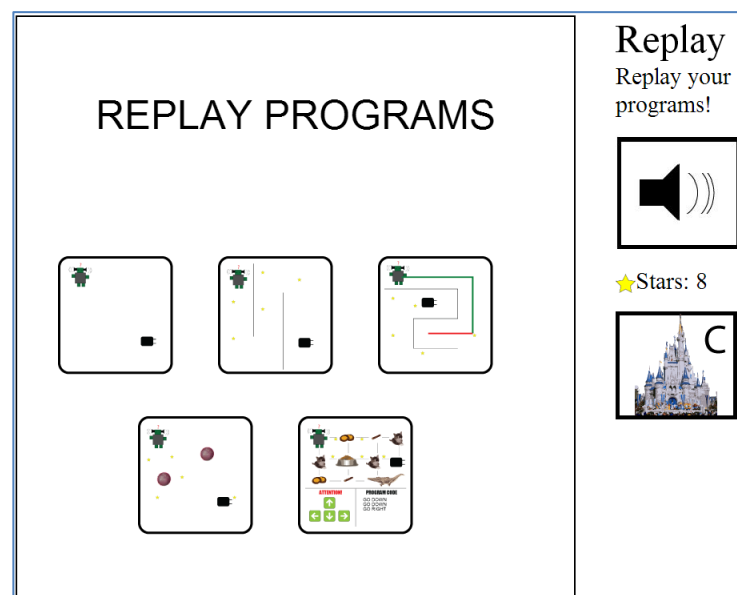 REPLAY PROGRAMS
Replay
Replay your
programs!
Stars: 8
C
ATTENTION!
PROGRAM CODE
GO DOWN
GO DOWN
GO RIGHT